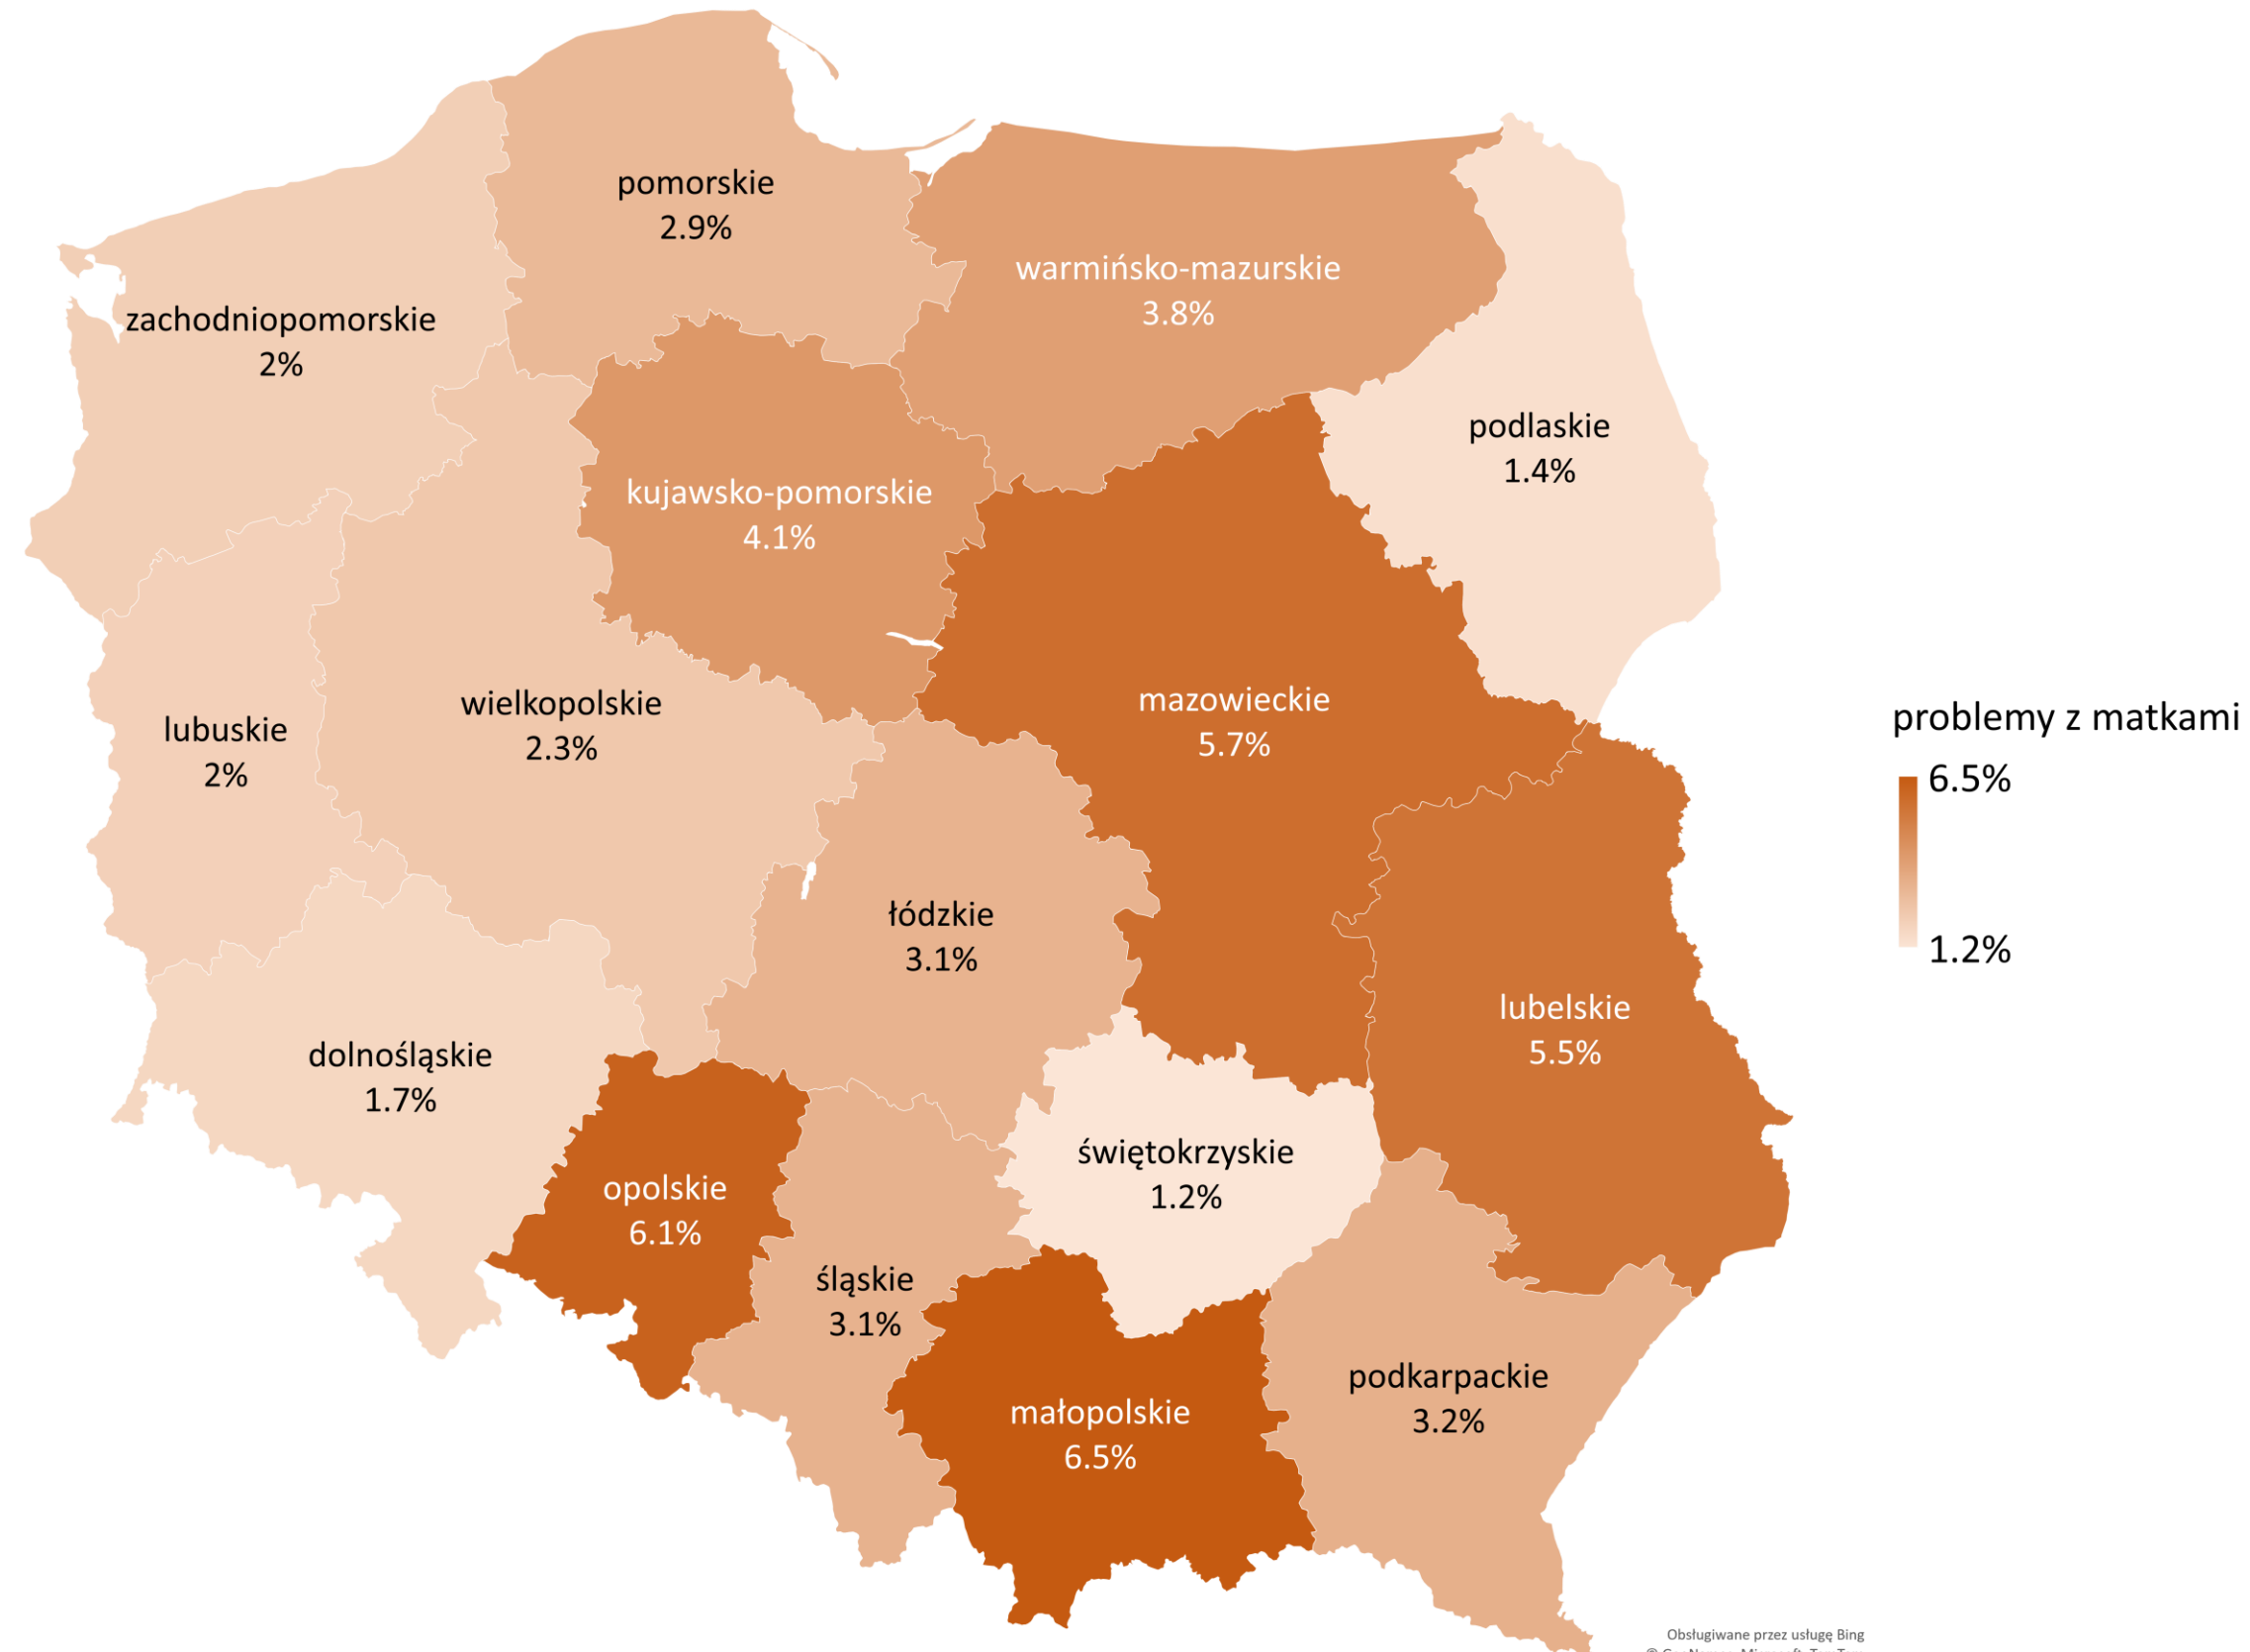 pomorskie
2.9%
warmińsko-mazurskie
3.8%
zachodniopomorskie
2%
podlaskie
1.4%
kujawsko-pomorskie
4.1%
mazowieckie
5.7%
wielkopolskie
2.3%
lubuskie
2%
problemy z matkami
6.5%
1.2%
łódzkie
3.1%
lubelskie
5.5%
dolnośląskie
1.7%
świętokrzyskie
1.2%
opolskie
6.1%
śląskie
3.1%
podkarpackie
3.2%
małopolskie
6.5%
Obsługiwane przez usługę Bing
© GeoNames, Microsoft, TomTom